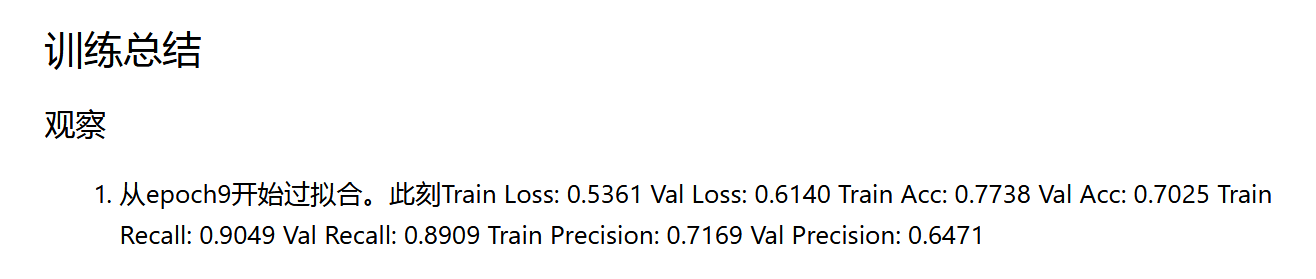 训练总结
观察
1. 从epoch9开始过拟合。此刻Train Loss: 0.5361 Val Loss: 0.6140 Train Acc: 0.7738 Val Acc: 0.7025 Train
Recall: 0.9049 Val Recall: 0.8909 Train Precision: 0.7169 Val Precision: 0.6471